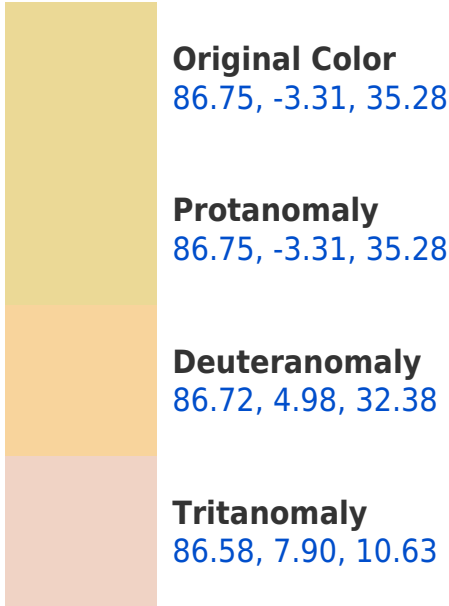 Original Color
86.75, -3.31, 35.28
Protanomaly
86.75, -3.31, 35.28
Deuteranomaly
86.72, 4.98, 32.38
Tritanomaly
86.58, 7.90, 10.63